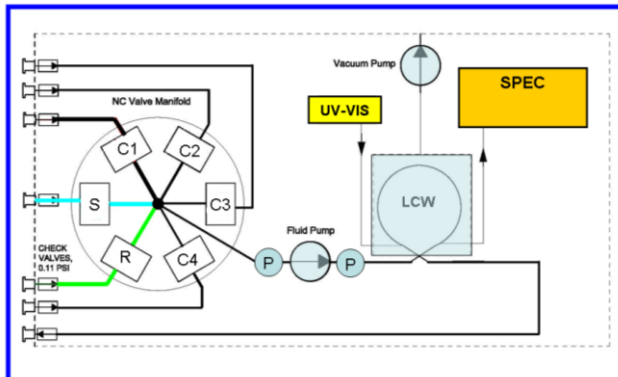 Vacuum Pump
SPEC
NC Valve Manifold
UV-VIS
C1
C2
LCW
S
C3
Fluid Pump
CHECK
VALVES,
0.11 PSI
R
C4
P
P